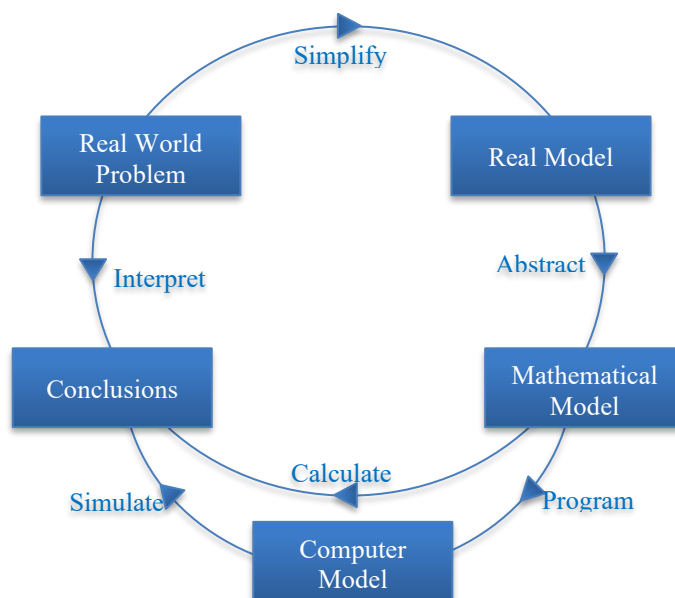 Simplify
Real World
Problem
Real Model
Interpret
Abstract
Conclusions
Mathematical
Model
Calculate
Simulate
Program
Computer
Model